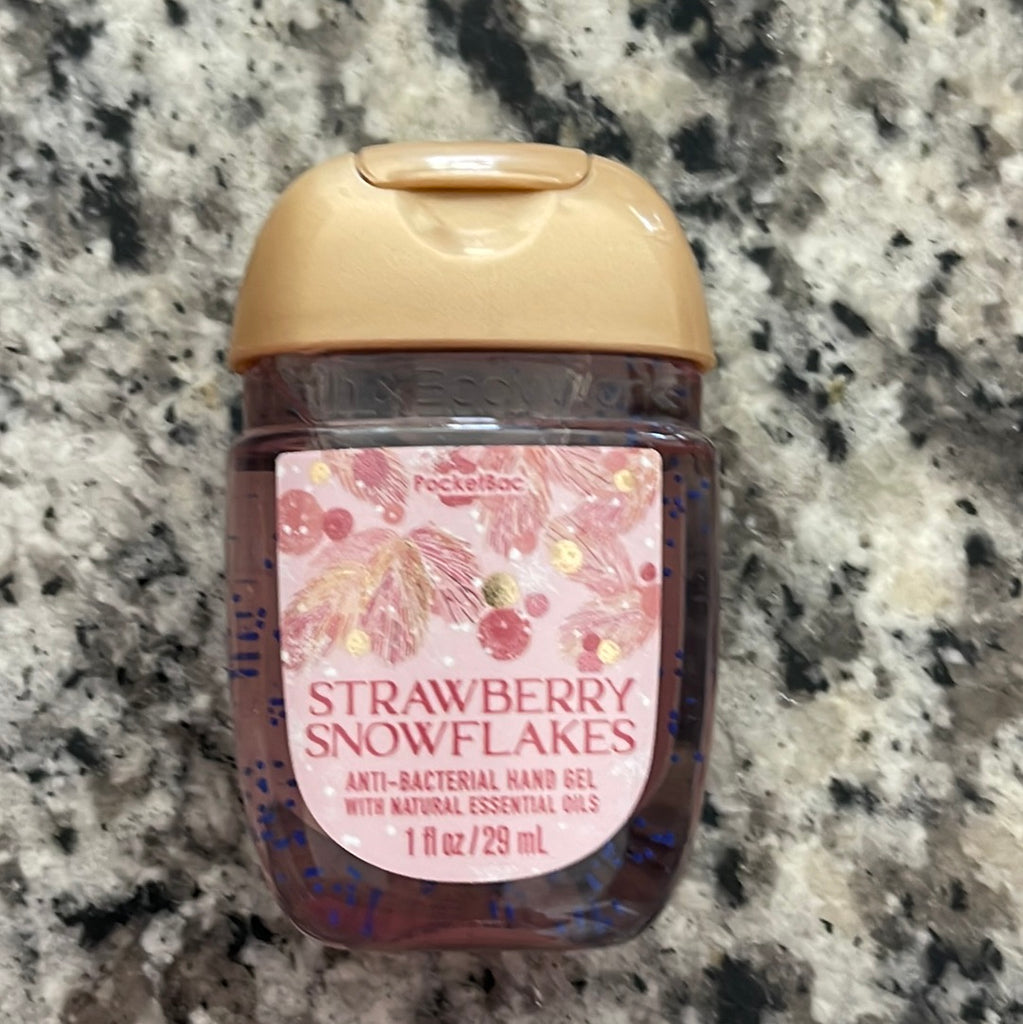 PocketBac
STRAWBERRY
SNOWFLAKES
ANTI-BACTERIAL HAND GEL
WITH NATURAL ESSENTIAL OILS
1 fl oz / 29 mL